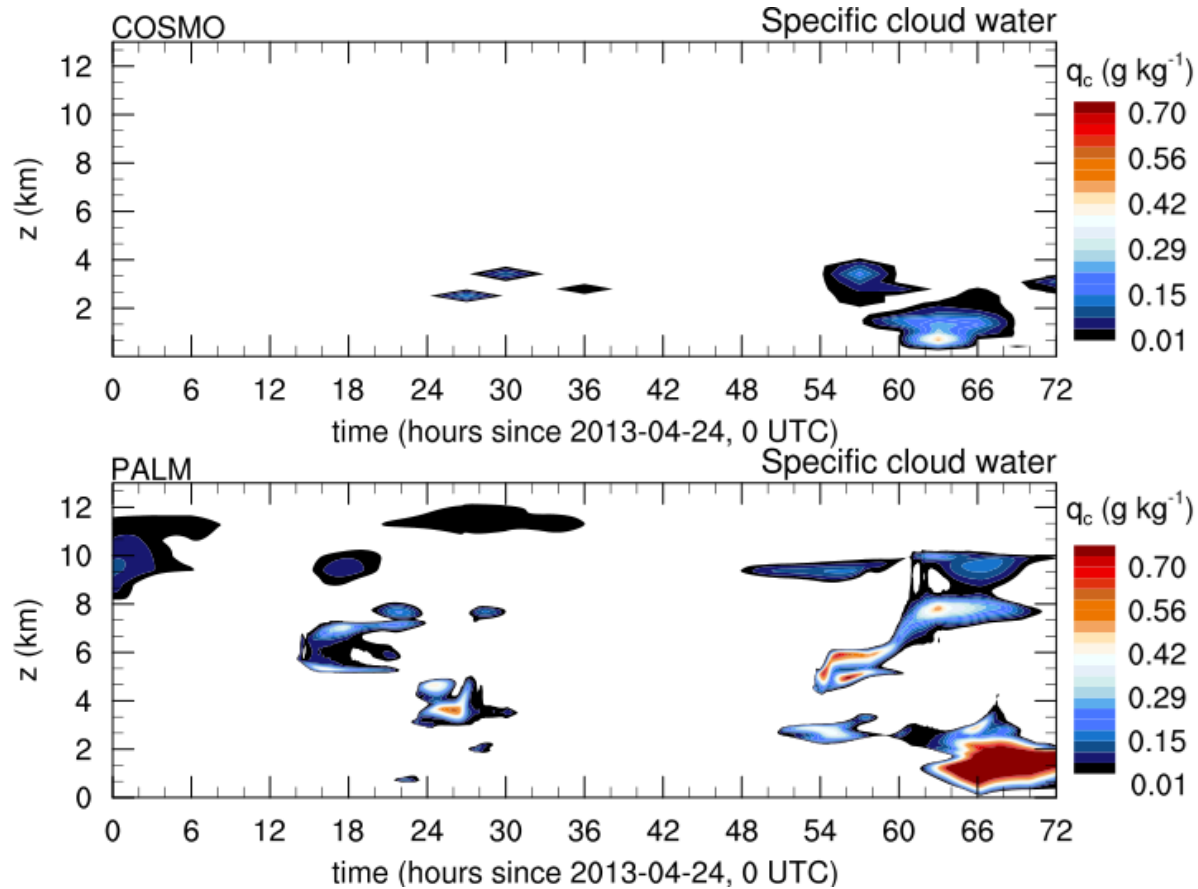 COSMO Specific cloud water
q_c (g kg⁻¹)
12
10
8
6
4
2
z (km)
0.70
0.56
0.42
0.29
0.15
0.01
0 6 12 18 24 30 36 42 48 54 60 66 72
time (hours since 2013-04-24, 0 UTC)
PALM Specific cloud water
q_c (g kg⁻¹)
12
10
8
6
4
2
0
z (km)
0.70
0.56
0.42
0.29
0.15
0.01
0 6 12 18 24 30 36 42 48 54 60 66 72
time (hours since 2013-04-24, 0 UTC)